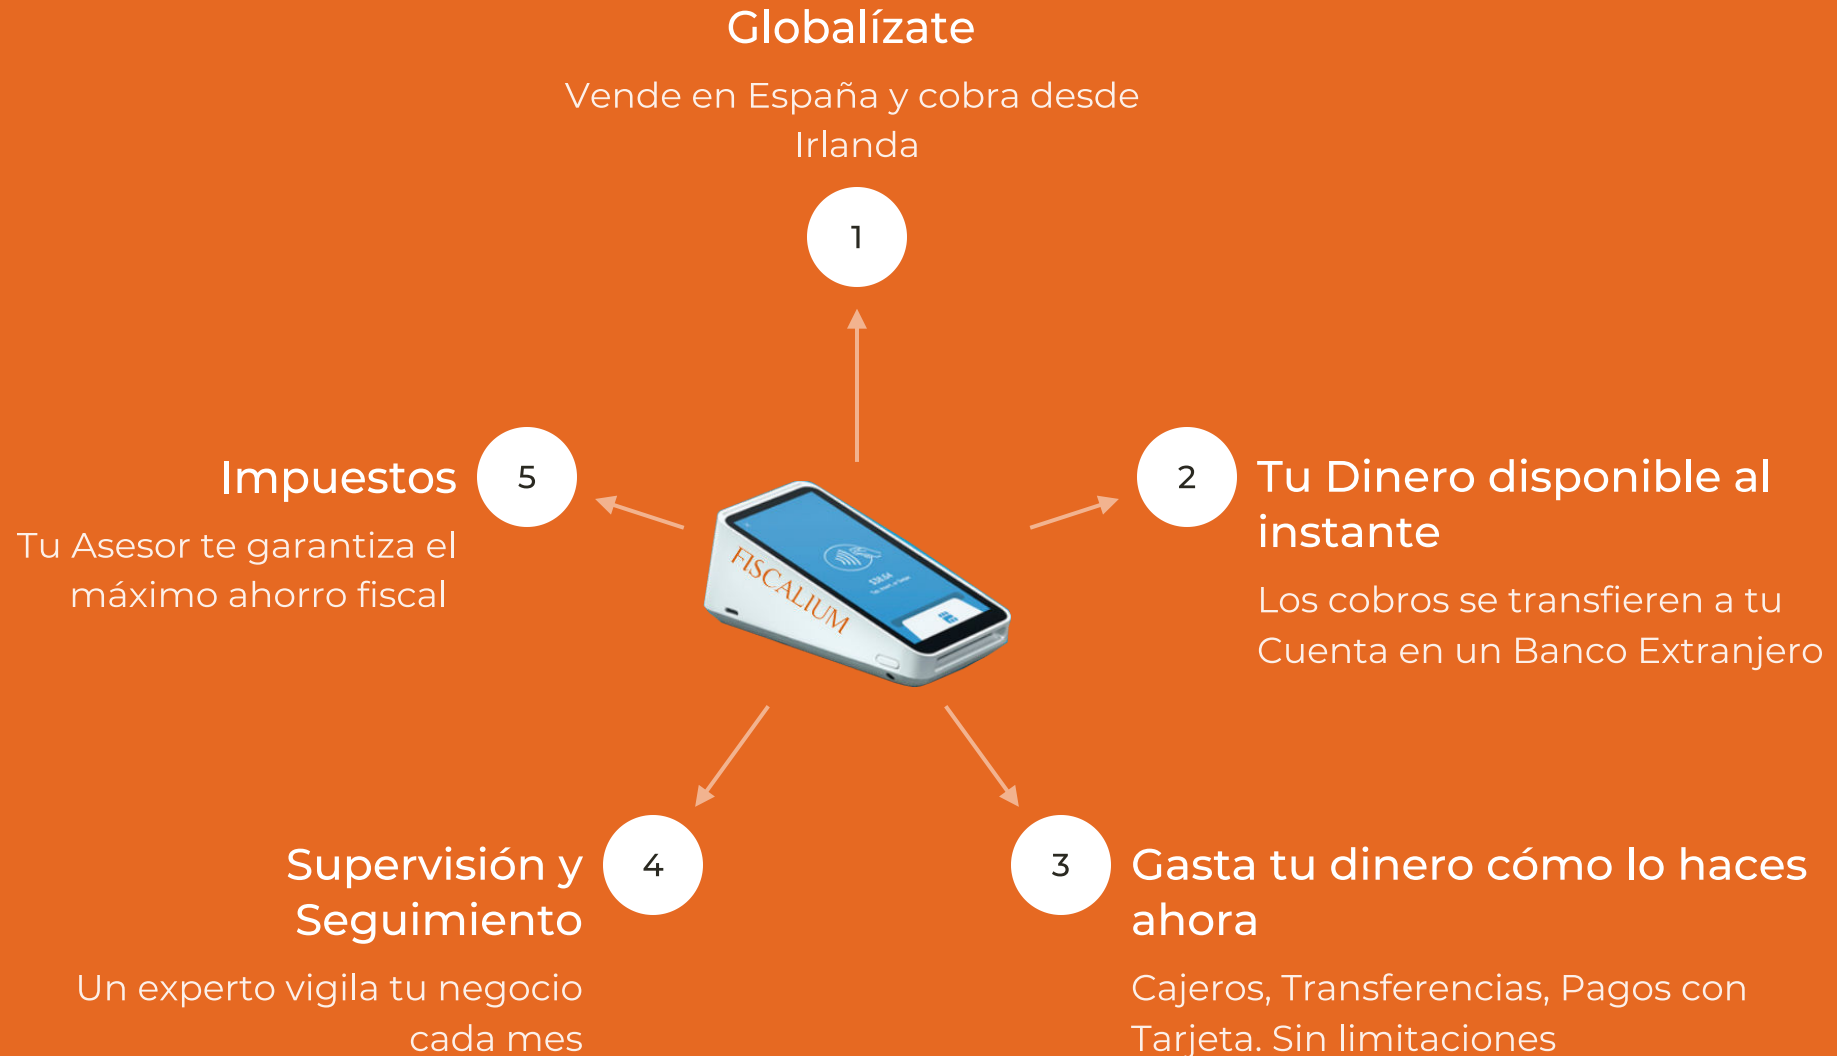 Globalízate
Vende en España y cobra desde
Irlanda
1
2
Tu Dinero disponible al
instante
Los cobros se transfieren a tu
Cuenta en un Banco Extranjero
3
Gasta tu dinero cómo lo haces
ahora
Cajeros, Transferencias, Pagos con
Tarjeta. Sin limitaciones
4
Supervisión y
Seguimiento
Un experto vigila tu negocio
cada mes
5
Impuestos
Tu Asesor te garantiza el
máximo ahorro fiscal
FISCALIUM
$38.64